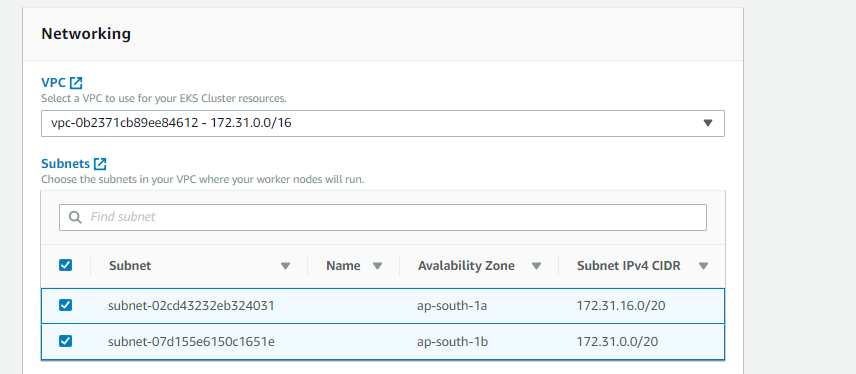 Networking
VPC
Select a VPC to use for your EKS Cluster resources.
vpc-0b2371cb89ee84612 - 172.31.0.0/16
Subnets
Choose the subnets in your VPC where your worker nodes will run.
Find subnet
Subnet Name Avalability Zone Subnet IPv4 CIDR
subnet-02cd43232eb324031 ap-south-1a 172.31.16.0/20
subnet-07d155e6150c1651e ap-south-1b 172.31.0.0/20